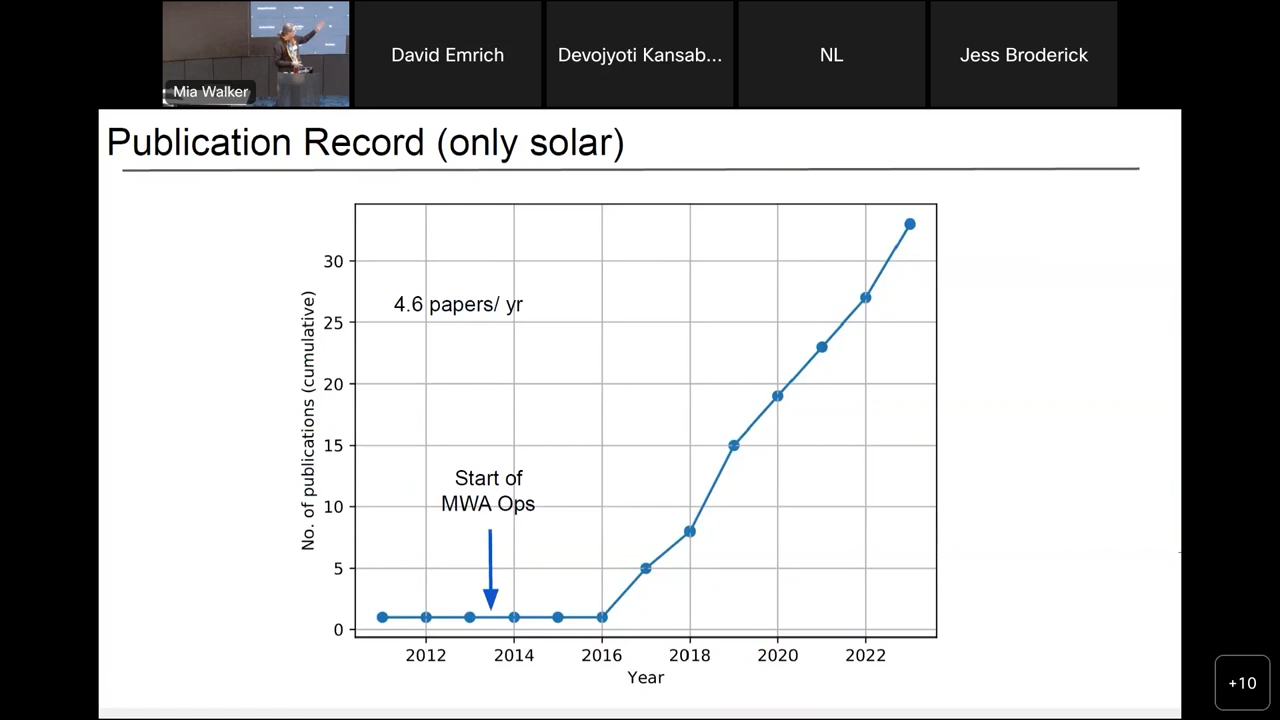 Mia Walker
David Emrich
Devojyoti Kansab...
NL
Jess Broderick
Publication Record (only solar)
4.6 papers/ yr
Start of
MWA Ops
No. of publications (cumulative)
30
25
20
15
10
5
0
2012 2014 2016 2018 2020 2022
Year
+10